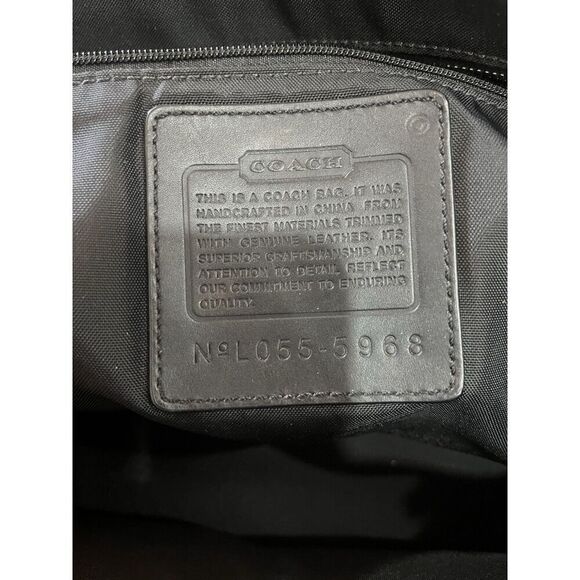 COACH
THIS IS A COACH BAG. IT WAS
HANDCRAFTED IN CHINA FROM
THE FINEST MATERIALS TRIMMED
WITH GENUINE LEATHER. ITS
SUPERIOR CRAFTSMANSHIP AND
ATTENTION TO DETAIL REFLECT
OUR COMMITMENT TO ENDURING
QUALITY.
NºL055-5968